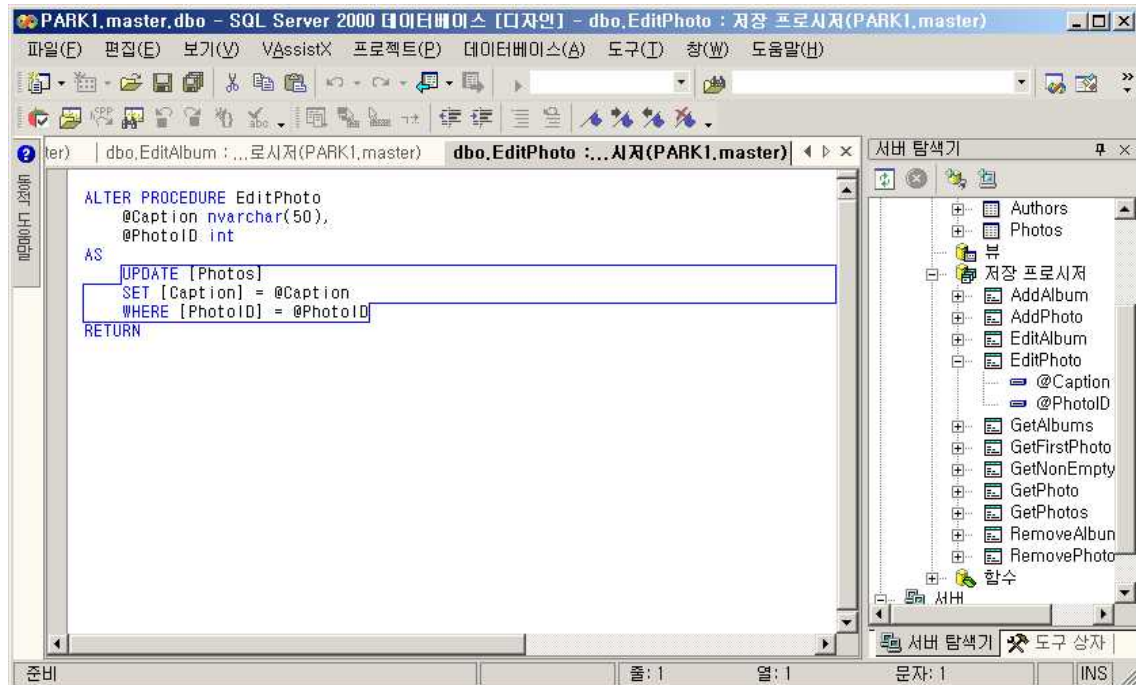 PARK1.master.dbo - SQL Server 2000 데이터베이스 [디자인] - dbo.EditPhoto : 저장 프로시저(PARK1.master)
파일(F) 편집(E) 보기(V) VAssistX 프로젝트(P) 데이터베이스(A) 도구(T) 창(W) 도움말(H)
ter) dbo.EditAlbum : ...로시저(PARK1.master) dbo.EditPhoto :...시저(PARK1.master)
동적 도움말
ALTER PROCEDURE EditPhoto
@Caption nvarchar(50),
@PhotoID int
AS
UPDATE [Photos]
SET [Caption] = @Caption
WHERE [PhotoID] = @PhotoID
RETURN
서버 탐색기
Authors
Photos
뷰
저장 프로시저
AddAlbum
AddPhoto
EditAlbum
EditPhoto
@Caption
@PhotoID
GetAlbums
GetFirstPhoto
GetNonEmpty
GetPhoto
GetPhotos
RemoveAlbun
RemovePhoto
함수
서버
서버 탐색기 도구 상자
준비 줄: 1 열: 1 문자: 1 INS